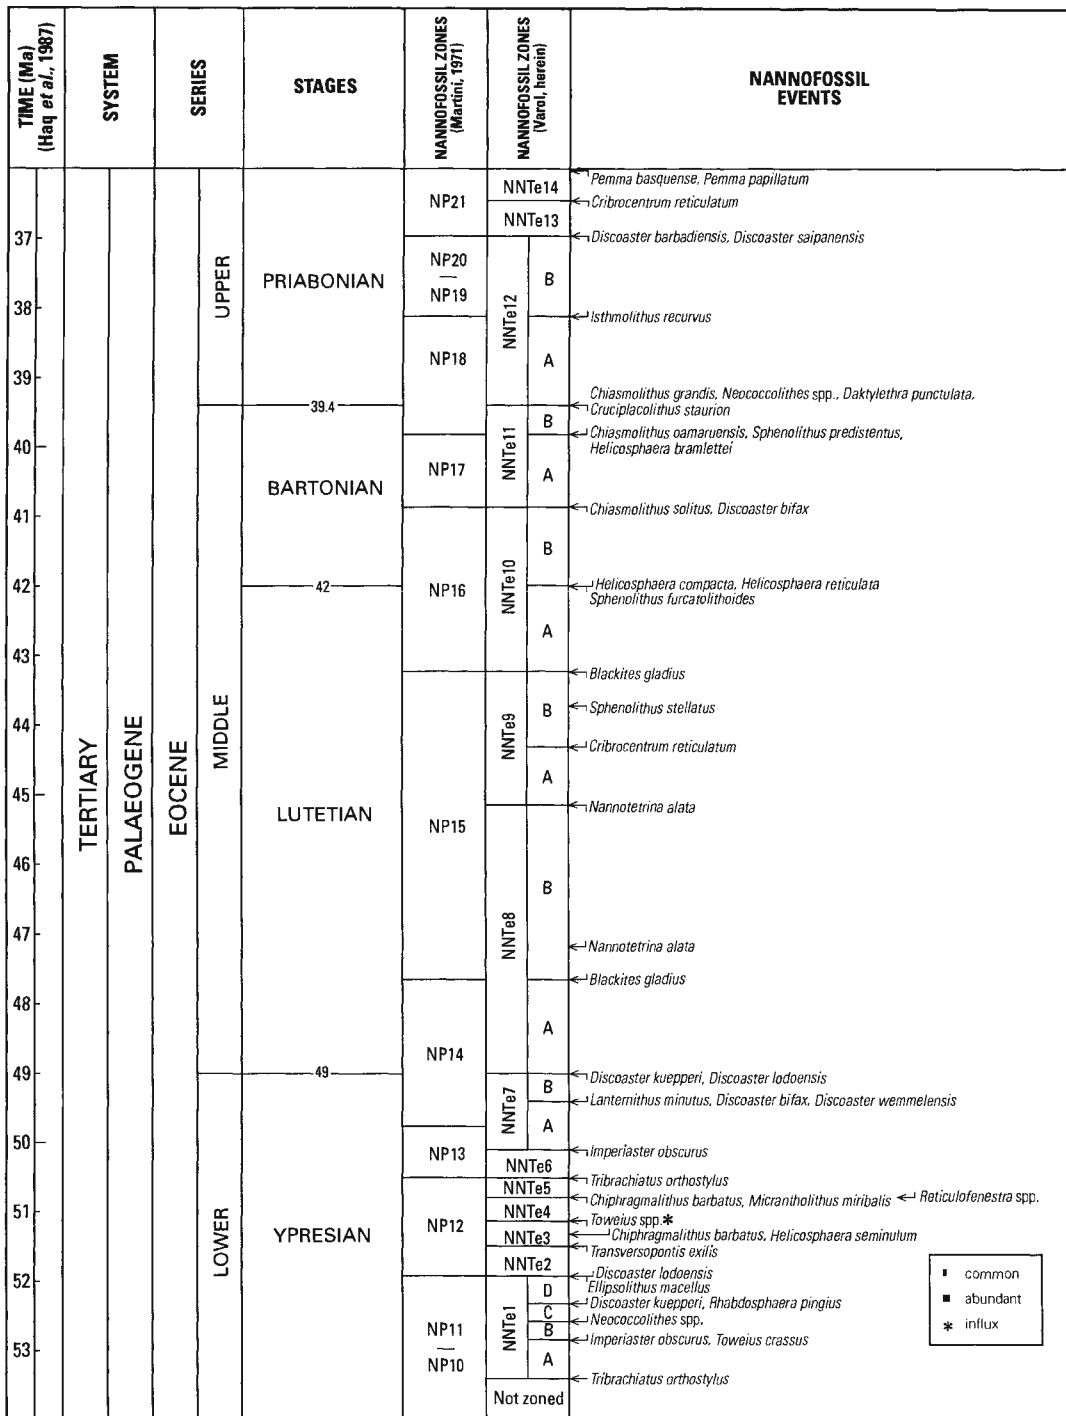 TIME (Ma)
(Haq et al., 1987)
SYSTEM
SERIES
STAGES
NANNOFOSSIL ZONES
(Martini, 1971)
NANNOFOSSIL ZONES
(Varol, herein)
NANNOFOSSIL
EVENTS
37
38
39
40
41
42
43
44
45
46
47
48
49
50
51
52
53
TERTIARY
PALAEOGENE
EOCENE
UPPER
MIDDLE
LOWER
PRIABONIAN
39.4
BARTONIAN
42
LUTETIAN
49
YPRESIAN
NP21
NP20
NP19
NP18
NP17
NP16
NP15
NP14
NP13
NP12
NP11
NP10
NNTe14
NNTe13
NNTe12
B
A
NNTe11
B
A
NNTe10
B
A
NNTe9
B
A
NNTe8
B
A
NNTe7
B
A
NNTe6
NNTe5
NNTe4
NNTe3
NNTe2
NNTe1
D
C
B
A
Not zoned
Pemma basquense, Pemma papillatum
Cribrocentrum reticulatum
Discoaster barbadiensis, Discoaster saipanensis
Isthmolithus recurvus
Chiasmolithus grandis, Neococcolithes spp., Daktylethra punctulata,
Cruciplacolithus staurion
Chiasmolithus oamaruensis, Sphenolithus predistentus,
Helicosphaera bramlettei
Chiasmolithus solitus, Discoaster bifax
Helicosphaera compacta, Helicosphaera reticulata
Sphenolithus furcatolithoides
Blackites gladius
Sphenolithus stellatus
Cribrocentrum reticulatum
Nannotetrina alata
Nannotetrina alata
Blackites gladius
Discoaster kuepperi, Discoaster lodoensis
Lanternithus minutus, Discoaster bifax, Discoaster wemmelensis
Imperiaster obscurus
Tribrachiatus orthostylus
Chiphragmalithus barbatus, Micrantholithus miribalis
Reticulofenestra spp.
Toweius spp.*
Chiphragmalithus barbatus, Helicosphaera seminulum
Transversopontis exilis
Discoaster lodoensis
Ellipsolithus macellus
Discoaster kuepperi, Rhabdosphaera pingius
Neococcolithes spp.
Imperiaster obscurus, Toweius crassus
Tribrachiatus orthostylus
common
abundant
* influx